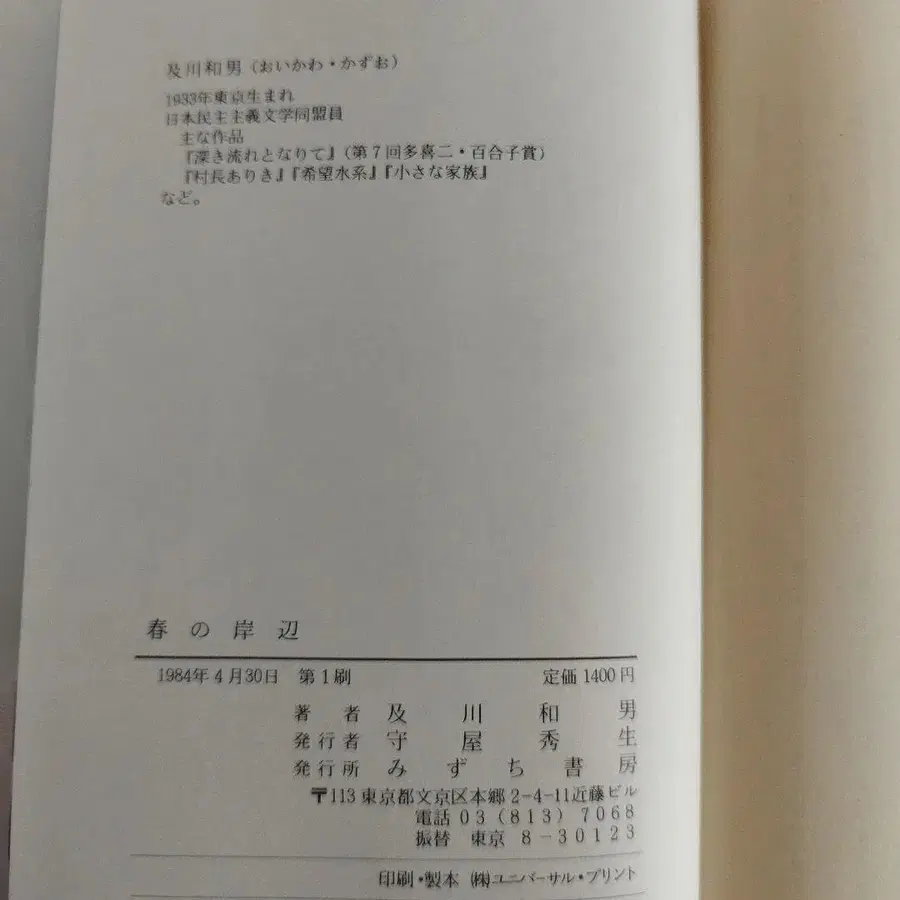 及川和男（おいかわ・かずお）
1933年東京生まれ
日本民主主義文学同盟員
主な作品
『深き流れとなりて』（第７回多喜二・百合子賞）
『村長ありき』『希望水系』『小さな家族』
など。
春の岸辺
1984年４月30日　第１刷　定価1400円
著者　及川和男
発行者　守屋秀生
発行所　みずち書房
〒113 東京都文京区本郷2-4-11近藤ビル
電話 03（813）7068
振替　東京　8-30123
印刷・製本　㈱ユニバーサル・プリント